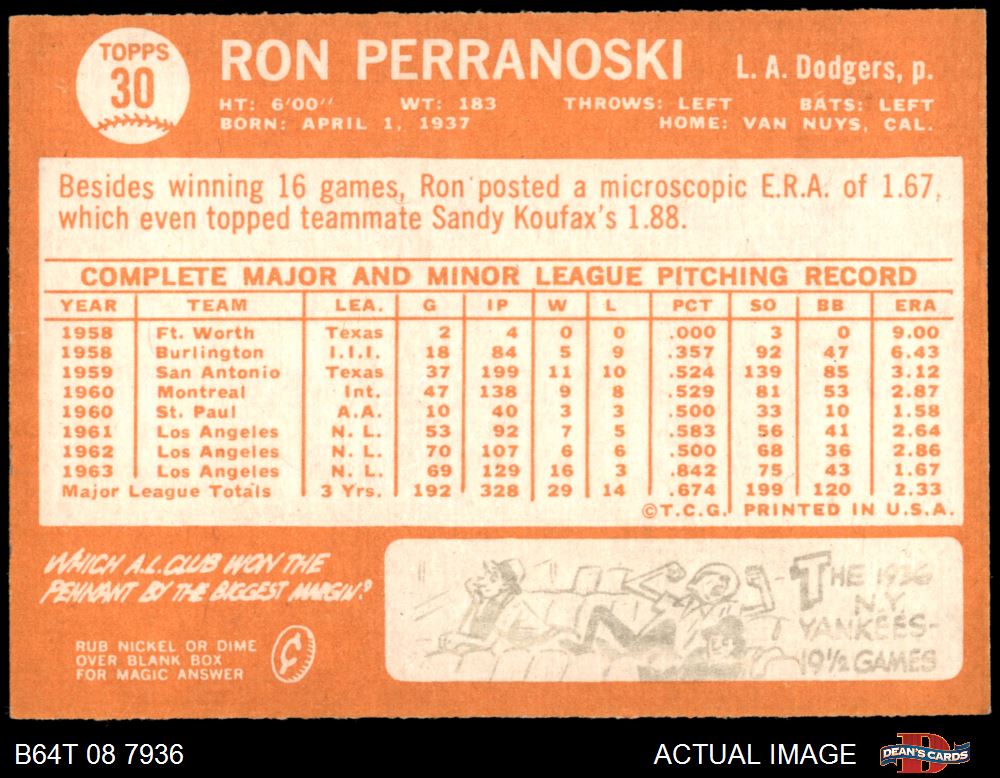 TOPPS
30
RON PERRANOSKI
L. A. Dodgers, p.
HT: 6'00" WT: 183 THROWS: LEFT BATS: LEFT
BORN: APRIL 1, 1937 HOME: VAN NUYS, CAL.
Besides winning 16 games, Ron posted a microscopic E.R.A. of 1.67,
which even topped teammate Sandy Koufax's 1.88.
COMPLETE MAJOR AND MINOR LEAGUE PITCHING RECORD
YEAR TEAM LEA. G IP W L PCT SO BB ERA
1958 Ft. Worth Texas 2 4 0 0 .000 3 0 9.00
1958 Burlington I.I.I. 18 84 5 9 .357 92 47 6.43
1959 San Antonio Texas 37 199 11 10 .524 139 85 3.12
1960 Montreal Int. 47 138 9 8 .529 81 53 2.87
1960 St. Paul A.A. 10 40 3 3 .500 33 10 1.58
1961 Los Angeles N. L. 53 92 7 5 .583 56 41 2.64
1962 Los Angeles N. L. 70 107 6 6 .500 68 36 2.86
1963 Los Angeles N. L. 69 129 16 3 .842 75 43 1.67
Major League Totals 3 Yrs. 192 328 29 14 .674 199 120 2.33
©T.C.G. PRINTED IN U.S.A.
WHICH A.L. CLUB WON THE
PENNANT BY THE BIGGEST MARGIN?
RUB NICKEL OR DIME
OVER BLANK BOX
FOR MAGIC ANSWER
THE 1936
N.Y.
YANKEES-
19½ GAMES
B64T 08 7936
ACTUAL IMAGE
DEAN'S CARDS